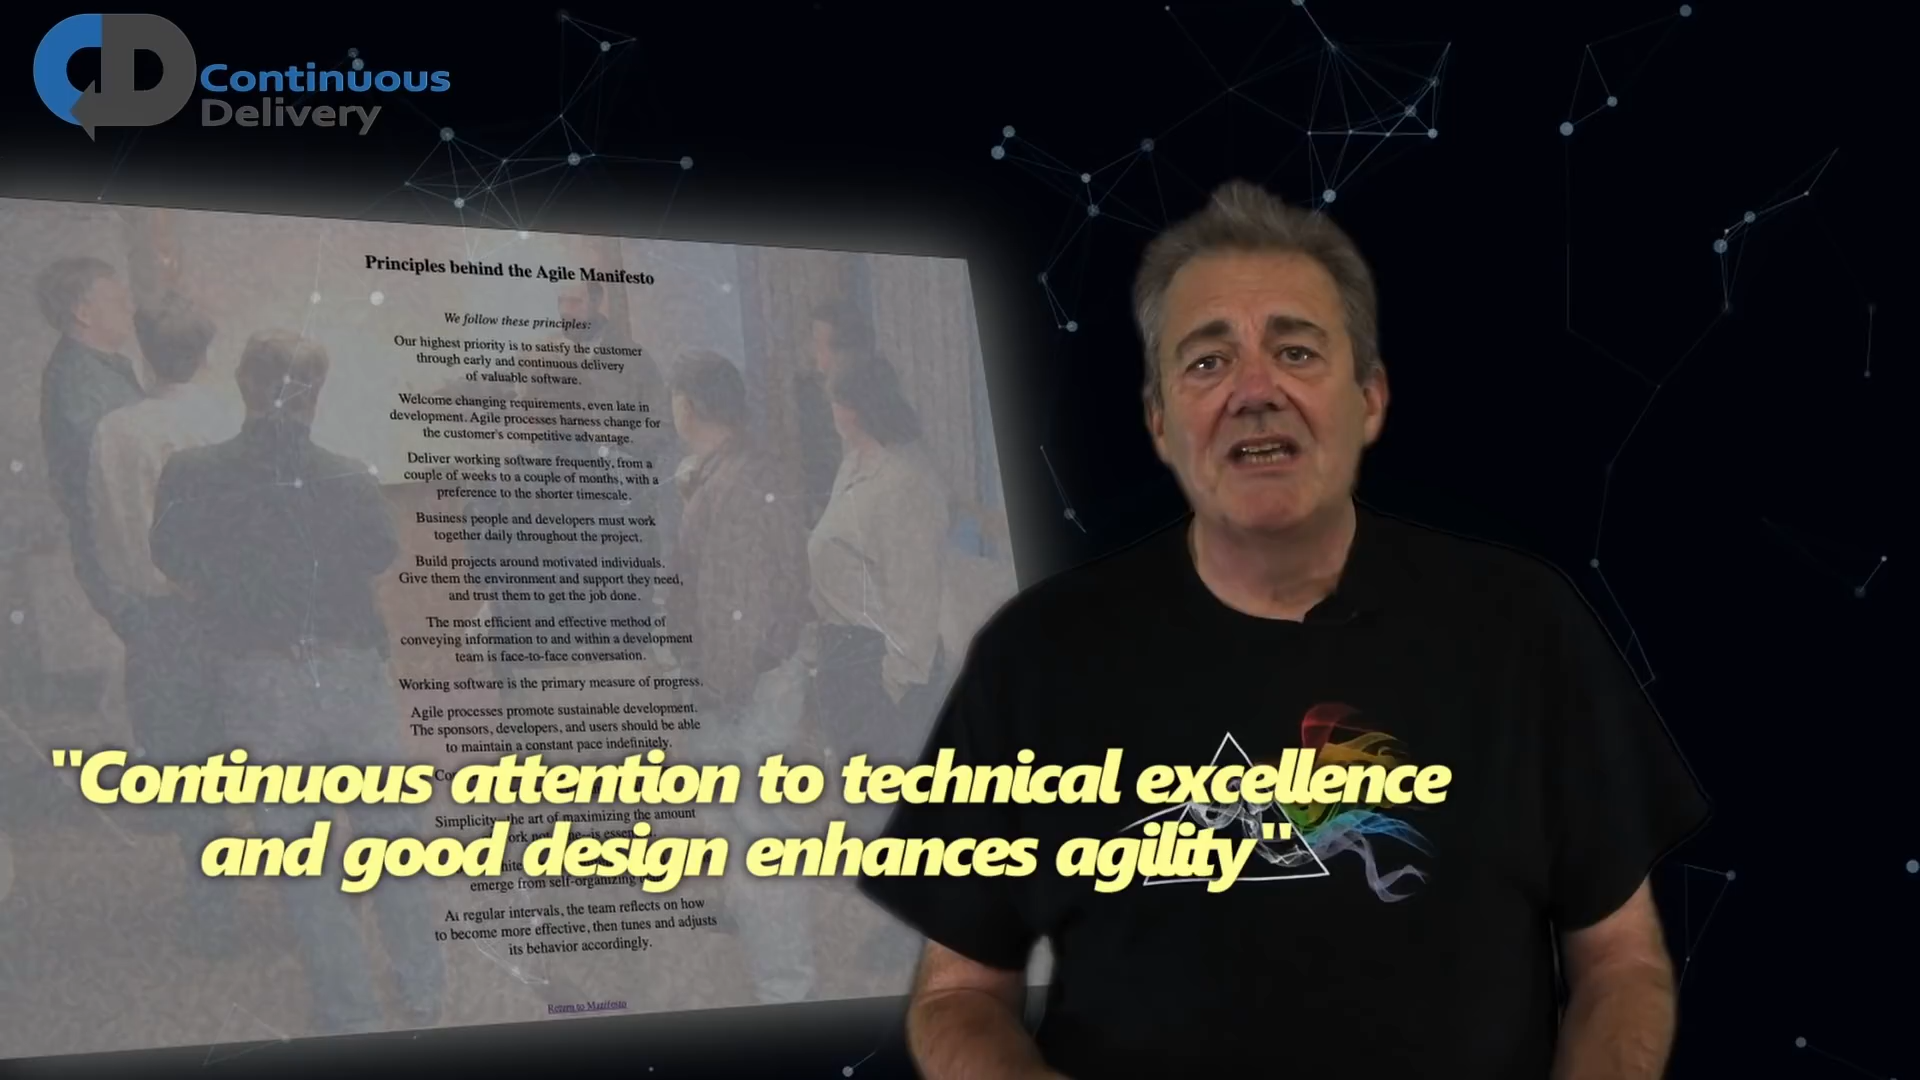 Continuous
Delivery
Principles behind the Agile Manifesto
We follow these principles:
Our highest priority is to satisfy the customer
through early and continuous delivery
of valuable software.
Welcome changing requirements, even late in
development. Agile processes harness change for
the customer's competitive advantage.
Deliver working software frequently, from a
couple of weeks to a couple of months, with a
preference to the shorter timescale.
Business people and developers must work
together daily throughout the project.
Build projects around motivated individuals.
Give them the environment and support they need,
and trust them to get the job done.
The most efficient and effective method of
conveying information to and within a development
team is face-to-face conversation.
Working software is the primary measure of progress.
Agile processes promote sustainable development.
The sponsors, developers, and users should be able
to maintain a constant pace indefinitely.
"Continuous attention to technical excellence
Simplicity--the art of maximizing the amount
and good design enhances agility"
emerge from self-organizing
At regular intervals, the team reflects on how
to become more effective, then tunes and adjusts
its behavior accordingly.
Return to Manifesto